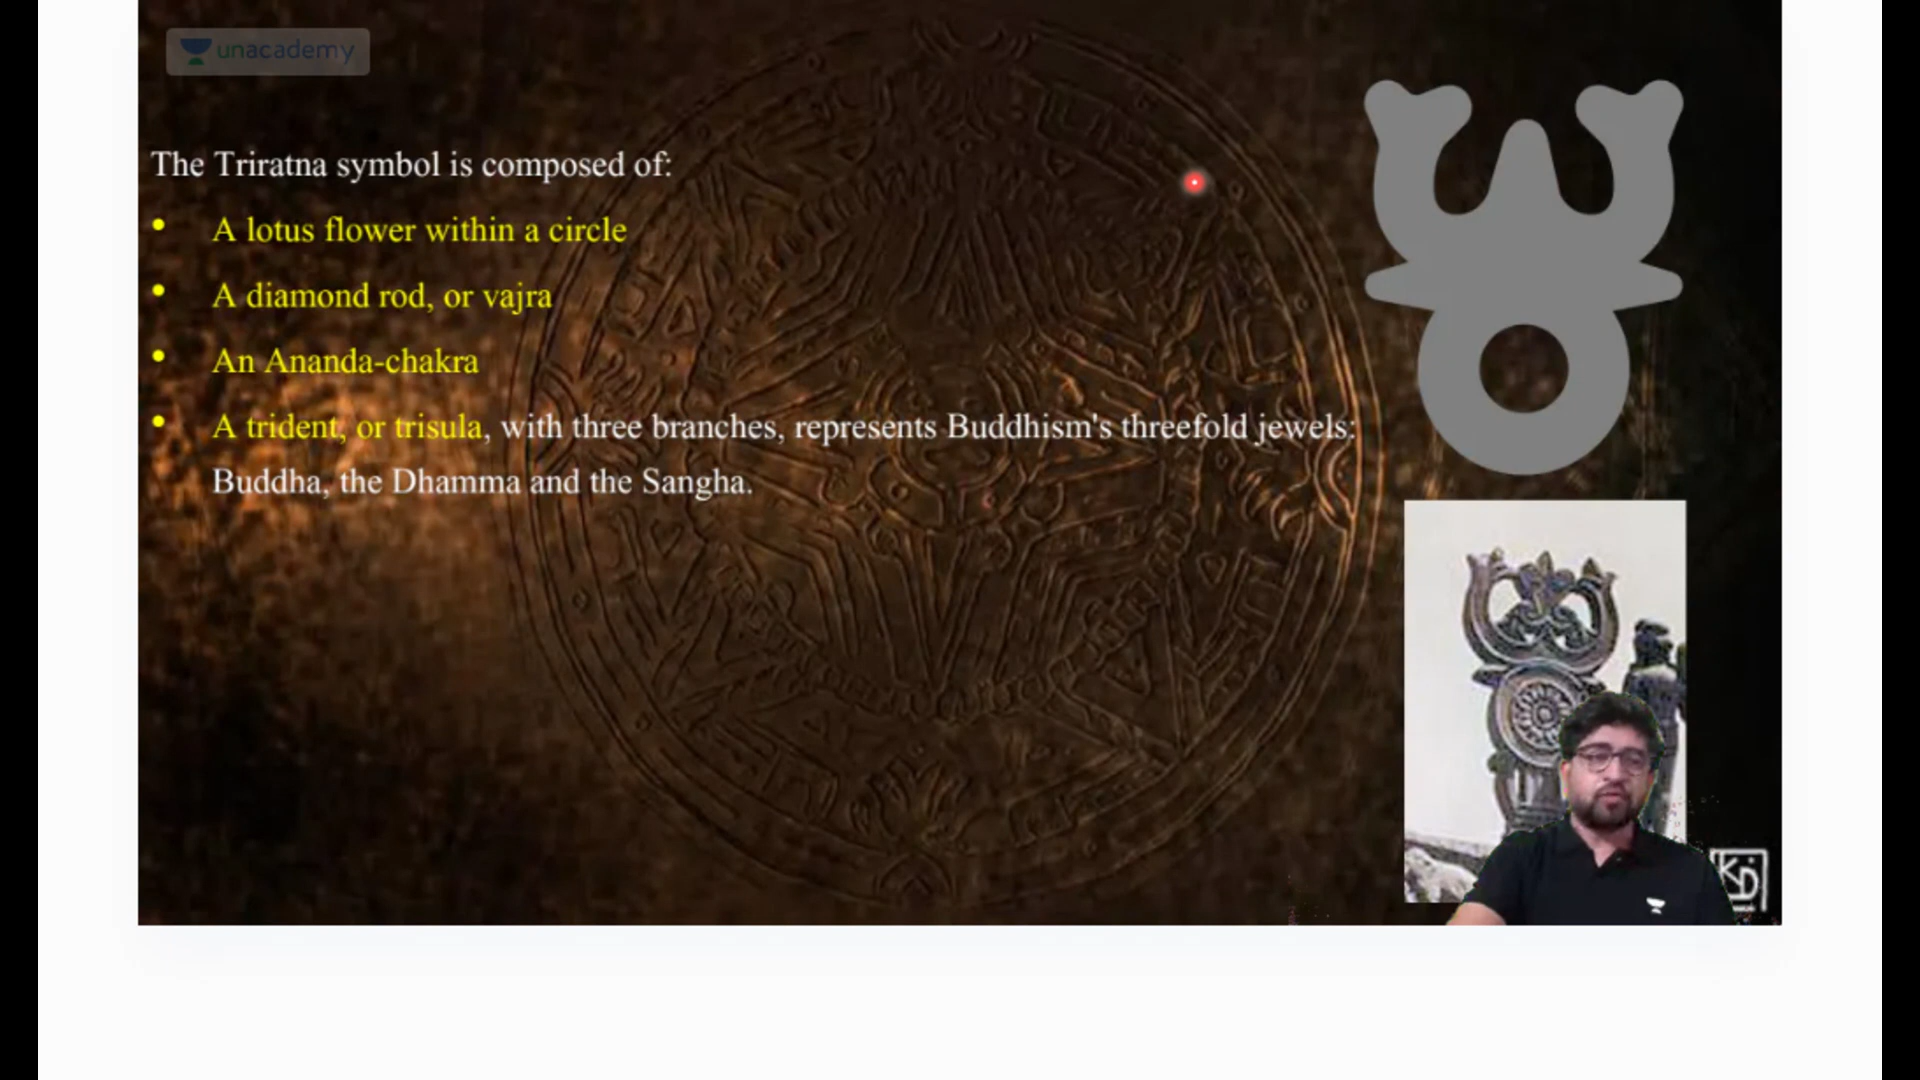 unacademy
The Triratna symbol is composed of:
• A lotus flower within a circle
• A diamond rod, or vajra
• An Ananda-chakra
• A trident, or trisula, with three branches, represents Buddhism's threefold jewels:
Buddha, the Dhamma and the Sangha.